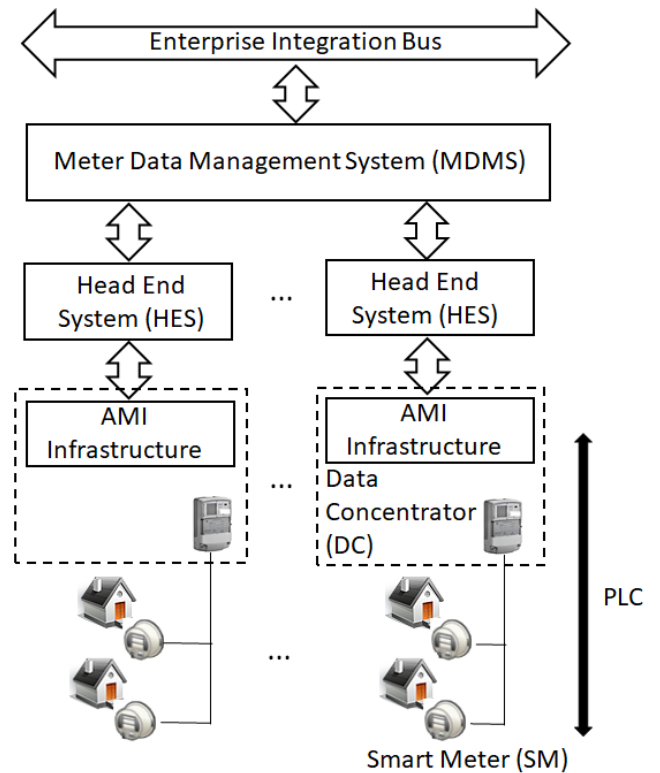 Enterprise Integration Bus
Meter Data Management System (MDMS)
Head End
System (HES)
...
Head End
System (HES)
AMI
Infrastructure
...
AMI
Infrastructure
Data
Concentrator
(DC)
PLC
...
Smart Meter (SM)